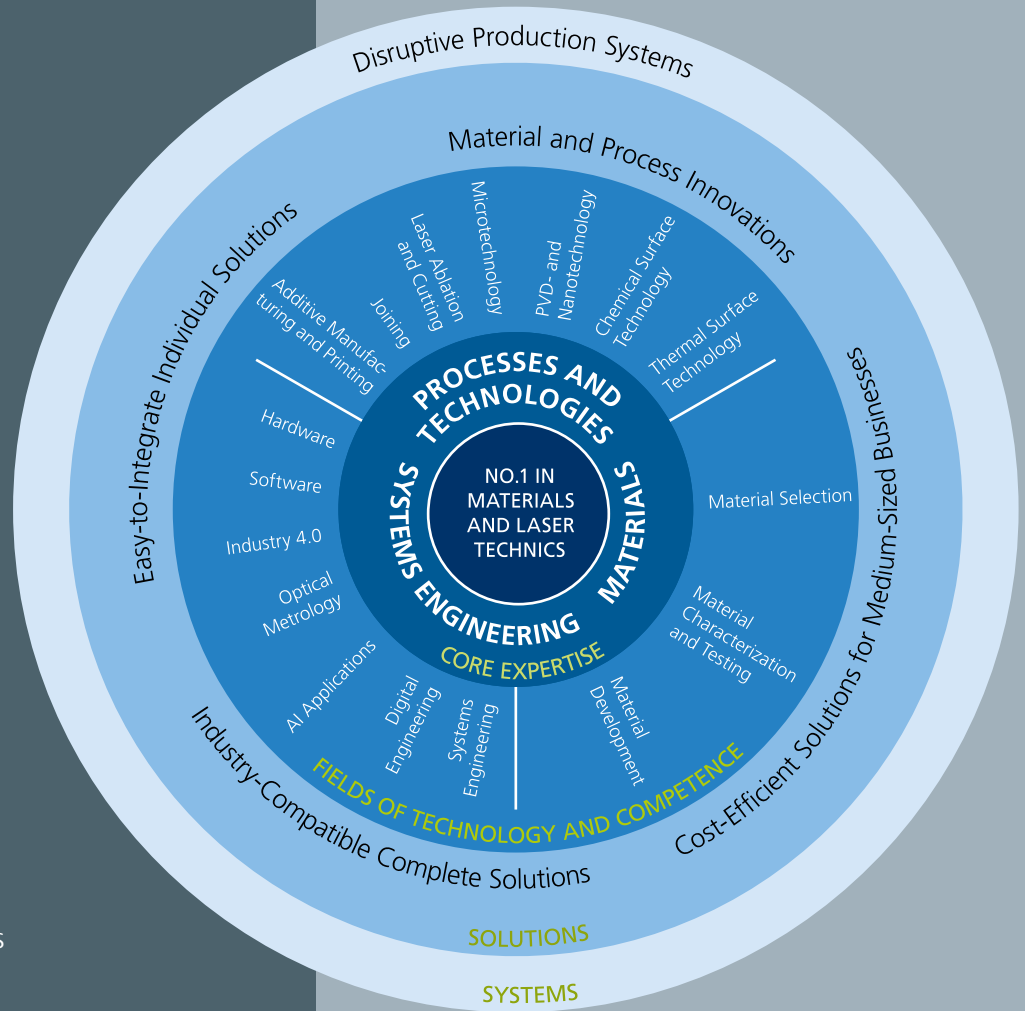 Disruptive Production Systems
Material and Process Innovations
Easy-to-Integrate Individual Solutions
Cost-Efficient Solutions for Medium-Sized Businesses
Industry-Compatible Complete Solutions
Additive Manufac-
turing and Printing
Joining
Laser Ablation
and Cutting
Microtechnology
PVD- and
Nanotechnology
Chemical Surface
Technology
Thermal Surface
Technology
Hardware
Software
Industry 4.0
Optical
Metrology
AI Applications
Digital
Engineering
Systems
Engineering
Material Selection
Material
Characterization
and Testing
Material
Development
PROCESSES AND
TECHNOLOGIES
SYSTEMS ENGINEERING
MATERIALS
NO.1 IN
MATERIALS
AND LASER
TECHNICS
CORE EXPERTISE
FIELDS OF TECHNOLOGY AND COMPETENCE
SOLUTIONS
SYSTEMS